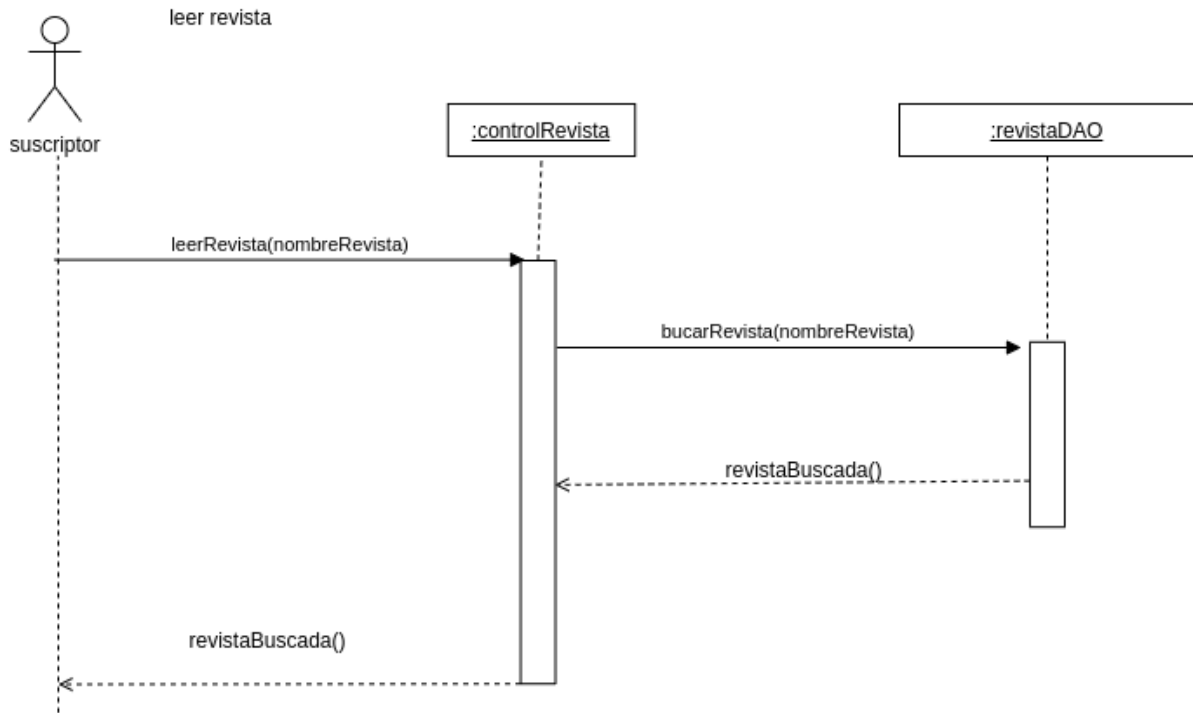 leer revista
suscriptor
:controlRevista
:revistaDAO
leerRevista(nombreRevista)
bucarRevista(nombreRevista)
revistaBuscada()
revistaBuscada()